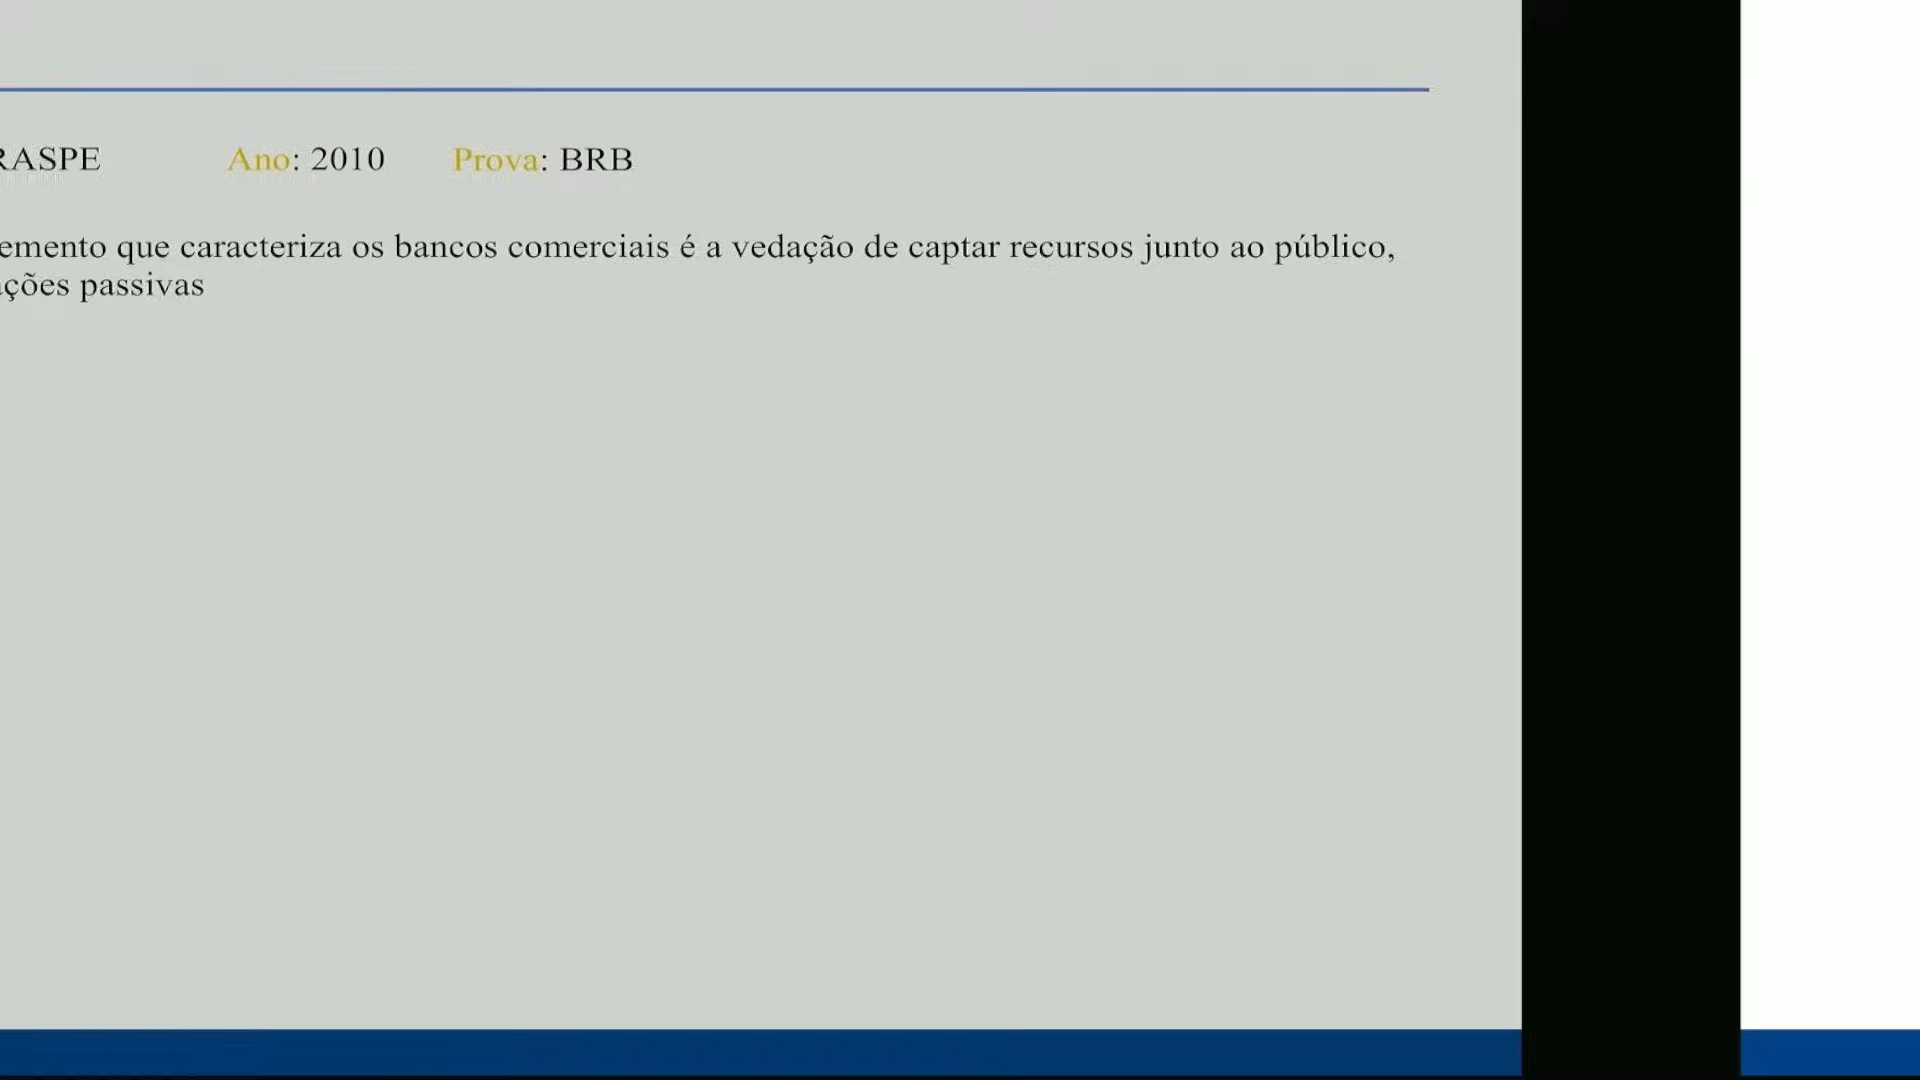 RASPE Ano: 2010 Prova: BRB
emento que caracteriza os bancos comerciais é a vedação de captar recursos junto ao público,
ções passivas